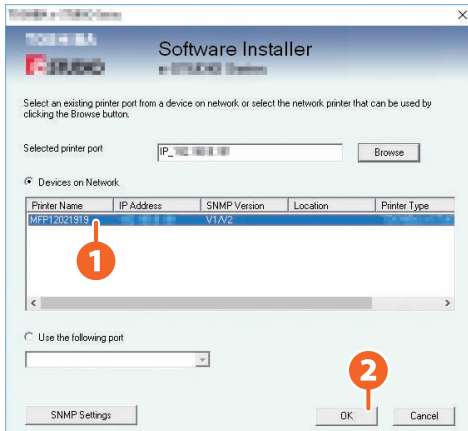 Software Installer
Select an existing printer port from a device on network or select the network printer that can be used by
clicking the Browse button.
Selected printer port IP_ Browse
Devices on Network
Printer Name IP Address SNMP Version Location Printer Type
MFP12021919 V1/V2
1
Use the following port
2
SNMP Settings OK Cancel